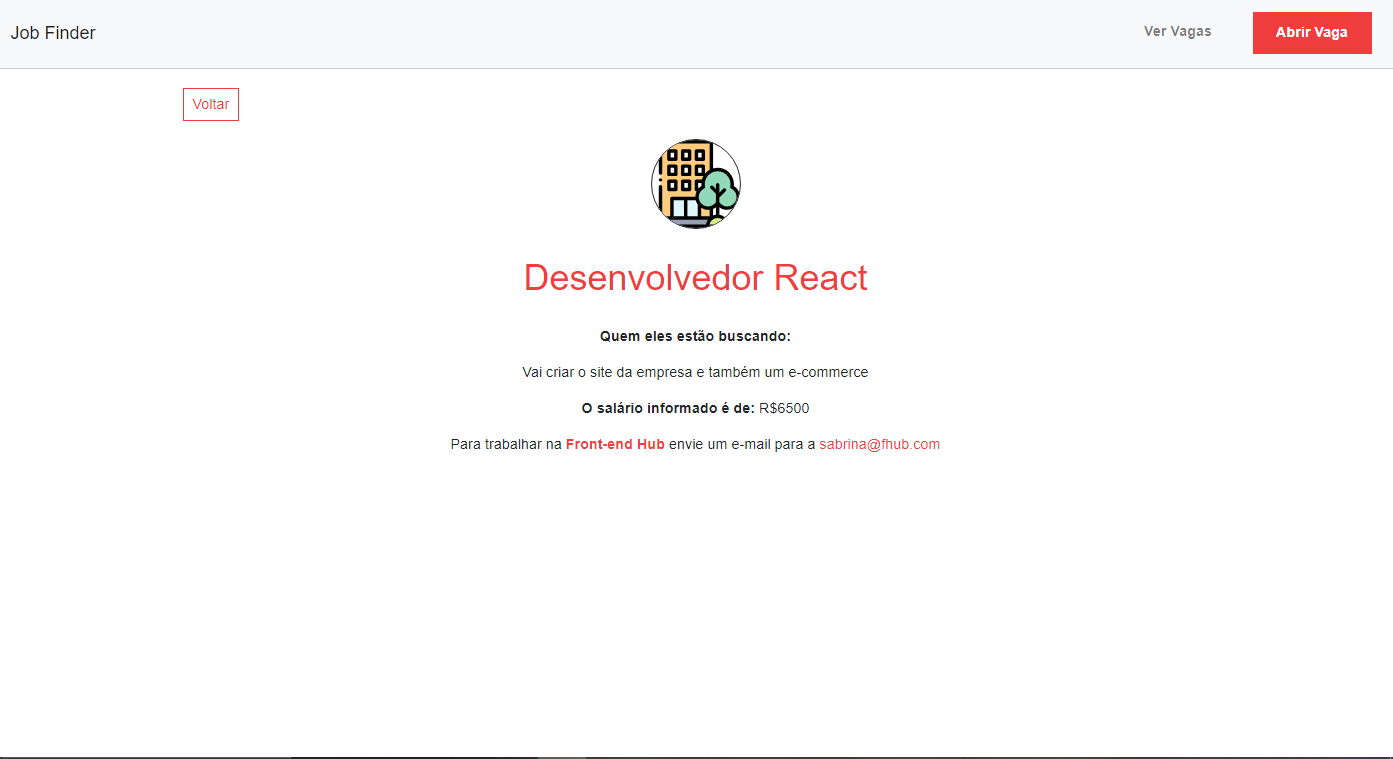 Job Finder
Ver Vagas
Abrir Vaga
Voltar
Desenvolvedor React
Quem eles estão buscando:
Vai criar o site da empresa e também um e-commerce
O salário informado é de: R$6500
Para trabalhar na Front-end Hub envie um e-mail para a sabrina@fhub.com